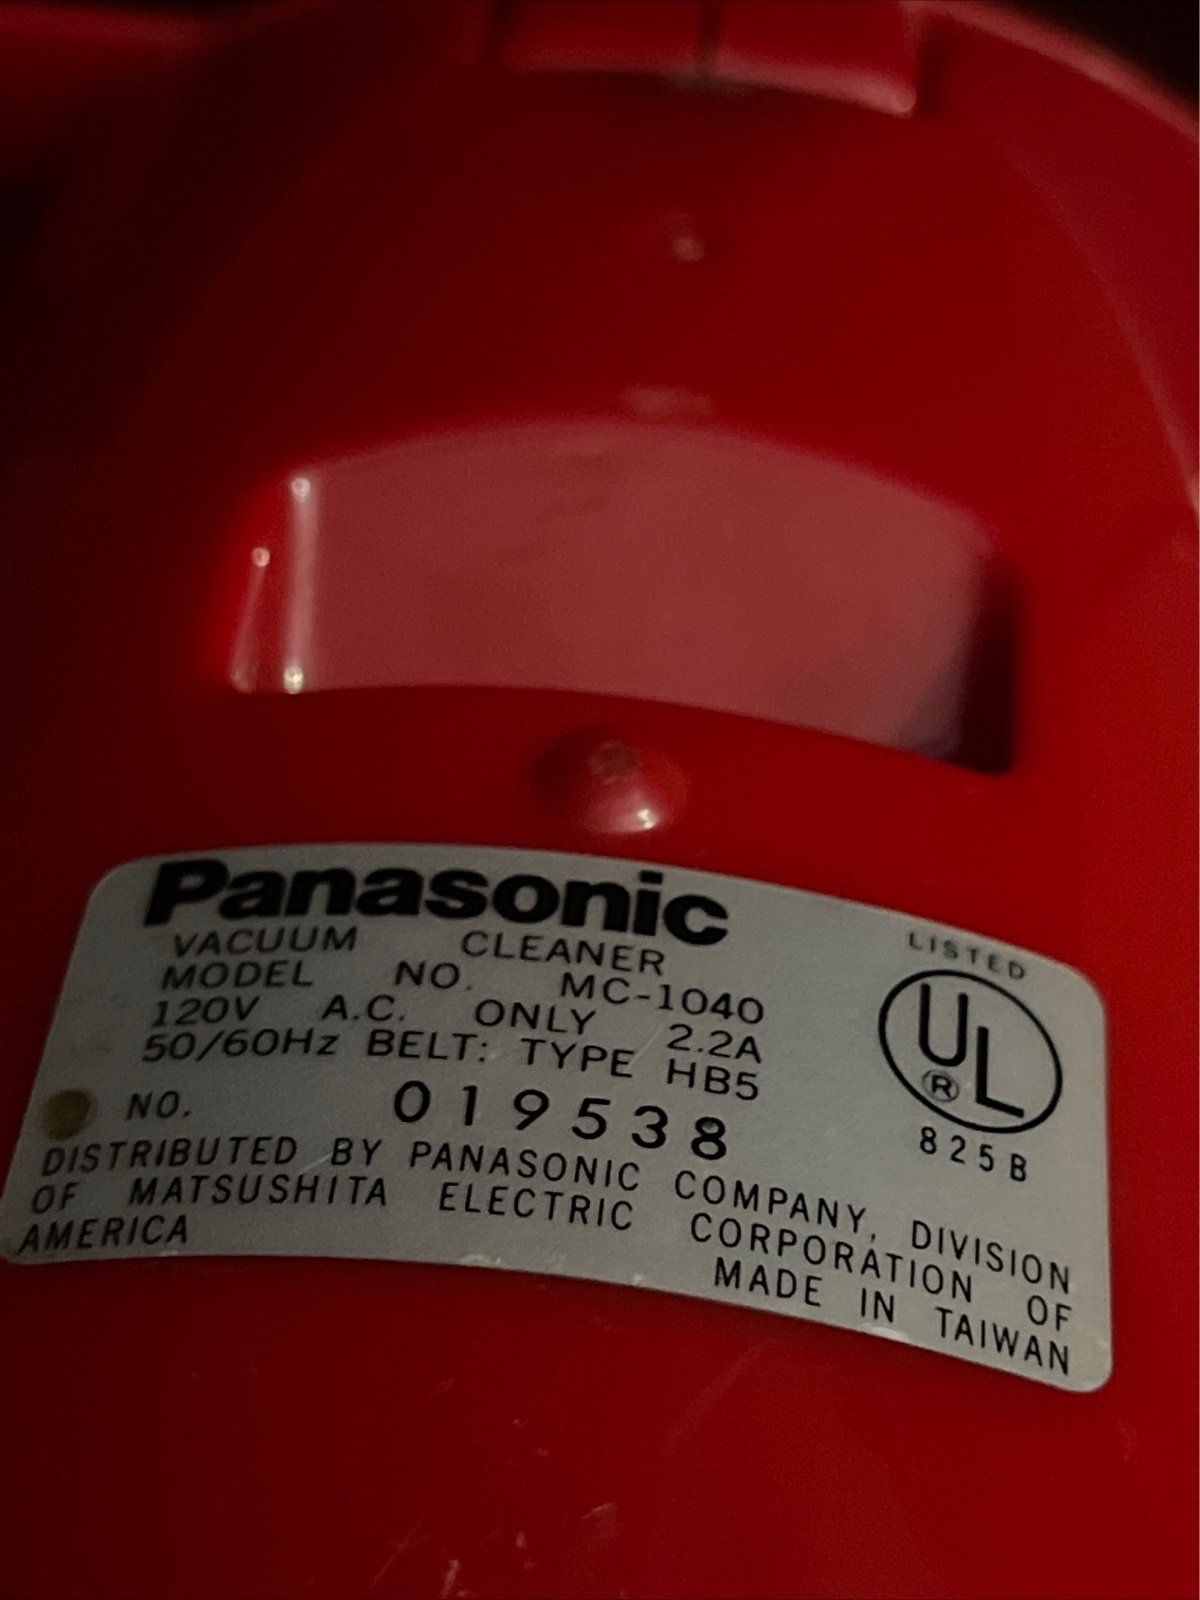 Panasonic
VACUUM CLEANER
MODEL NO. MC-1040
120V A.C. ONLY 2.2A
50/60Hz BELT: TYPE HB5
NO. 019538
LISTED
UL
®
825B
DISTRIBUTED BY PANASONIC COMPANY, DIVISION
OF MATSUSHITA ELECTRIC CORPORATION OF
AMERICA
MADE IN TAIWAN